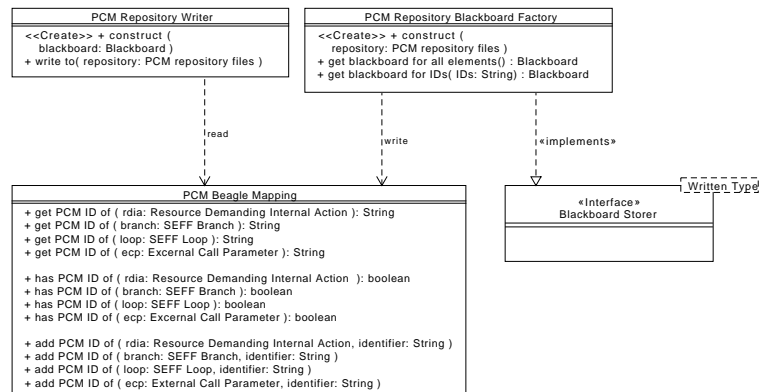 PCM Repository Writer
<<Create>> + construct (
blackboard: Blackboard )
+ write to( repository: PCM repository files )
PCM Repository Blackboard Factory
<<Create>> + construct (
repository: PCM repository files )
+ get blackboard for all elements() : Blackboard
+ get blackboard for IDs( IDs: String) : Blackboard
read
write
«implements»
PCM Beagle Mapping
+ get PCM ID of ( rdia: Resource Demanding Internal Action ): String
+ get PCM ID of ( branch: SEFF Branch ): String
+ get PCM ID of ( loop: SEFF Loop ): String
+ get PCM ID of ( ecp: Excernal Call Parameter ): String
+ has PCM ID of ( rdia: Resource Demanding Internal Action ): boolean
+ has PCM ID of ( branch: SEFF Branch ): boolean
+ has PCM ID of ( loop: SEFF Loop ): boolean
+ has PCM ID of ( ecp: Excernal Call Parameter ): boolean
+ add PCM ID of ( rdia: Resource Demanding Internal Action, identifier: String )
+ add PCM ID of ( branch: SEFF Branch, identifier: String )
+ add PCM ID of ( loop: SEFF Loop, identifier: String )
+ add PCM ID of ( ecp: External Call Parameter, identifier: String )
Written Type
«Interface»
Blackboard Storer